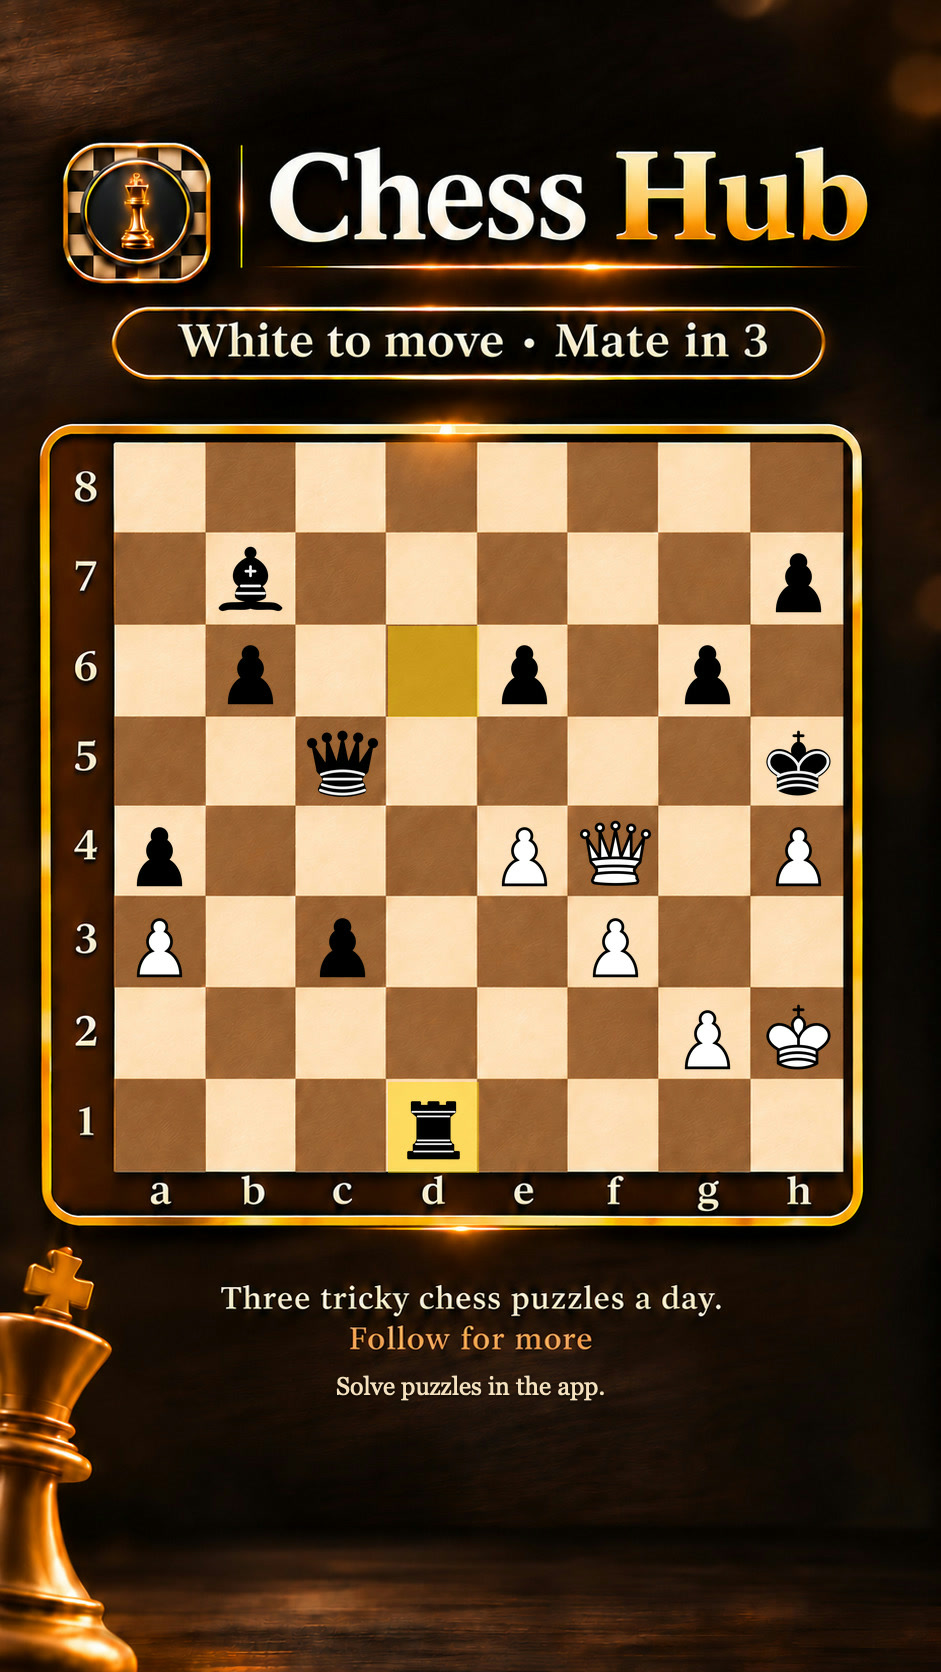 Chess Hub
White to move • Mate in 3
8
7
6
5
4
3
2
1
a b c d e f g h
Three tricky chess puzzles a day.
Follow for more
Solve puzzles in the app.